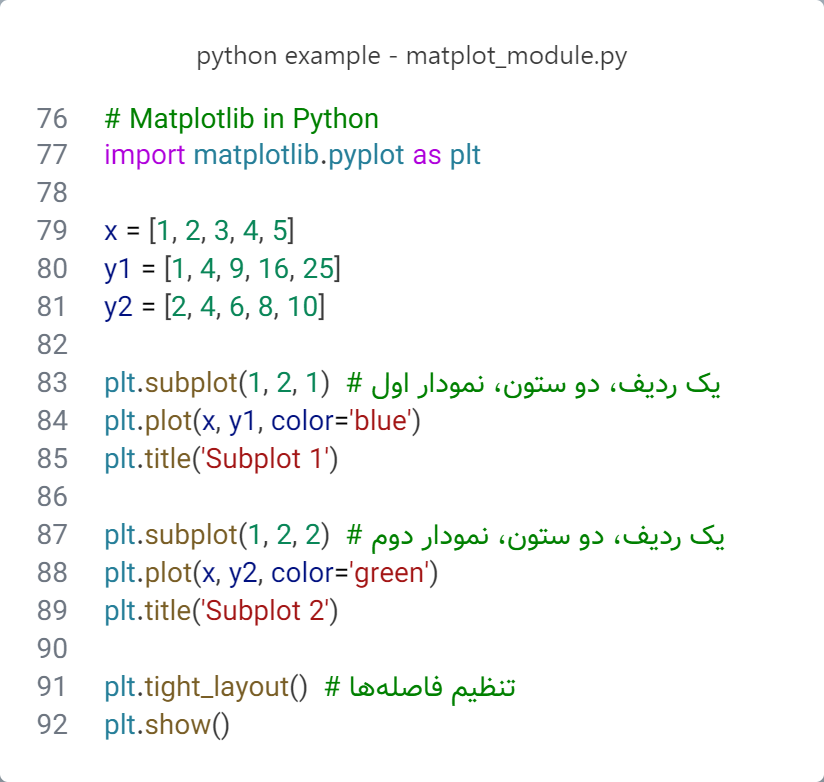 python example - matplot_module.py
76 # Matplotlib in Python
77 import matplotlib.pyplot as plt
78
79 x = [1, 2, 3, 4, 5]
80 y1 = [1, 4, 9, 16, 25]
81 y2 = [2, 4, 6, 8, 10]
82
83 plt.subplot(1, 2, 1)  # یک ردیف، دو ستون، نمودار اول
84 plt.plot(x, y1, color='blue')
85 plt.title('Subplot 1')
86
87 plt.subplot(1, 2, 2)  # یک ردیف، دو ستون، نمودار دوم
88 plt.plot(x, y2, color='green')
89 plt.title('Subplot 2')
90
91 plt.tight_layout()  # تنظیم فاصله‌ها
92 plt.show()